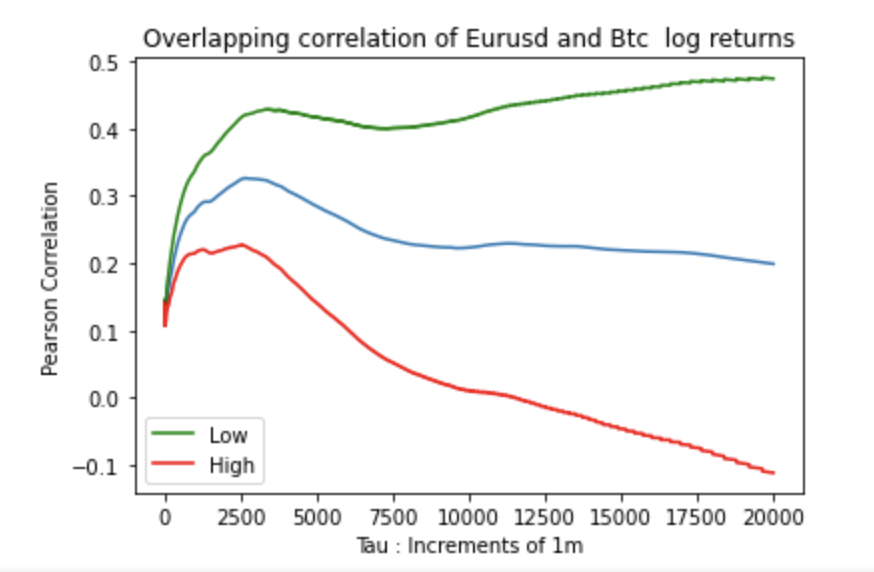 Overlapping correlation of Eurusd and Btc  log returns
Pearson Correlation
0.5
0.4
0.3
0.2
0.1
0.0
−0.1
Low
High
0 2500 5000 7500 10000 12500 15000 17500 20000
Tau : Increments of 1m